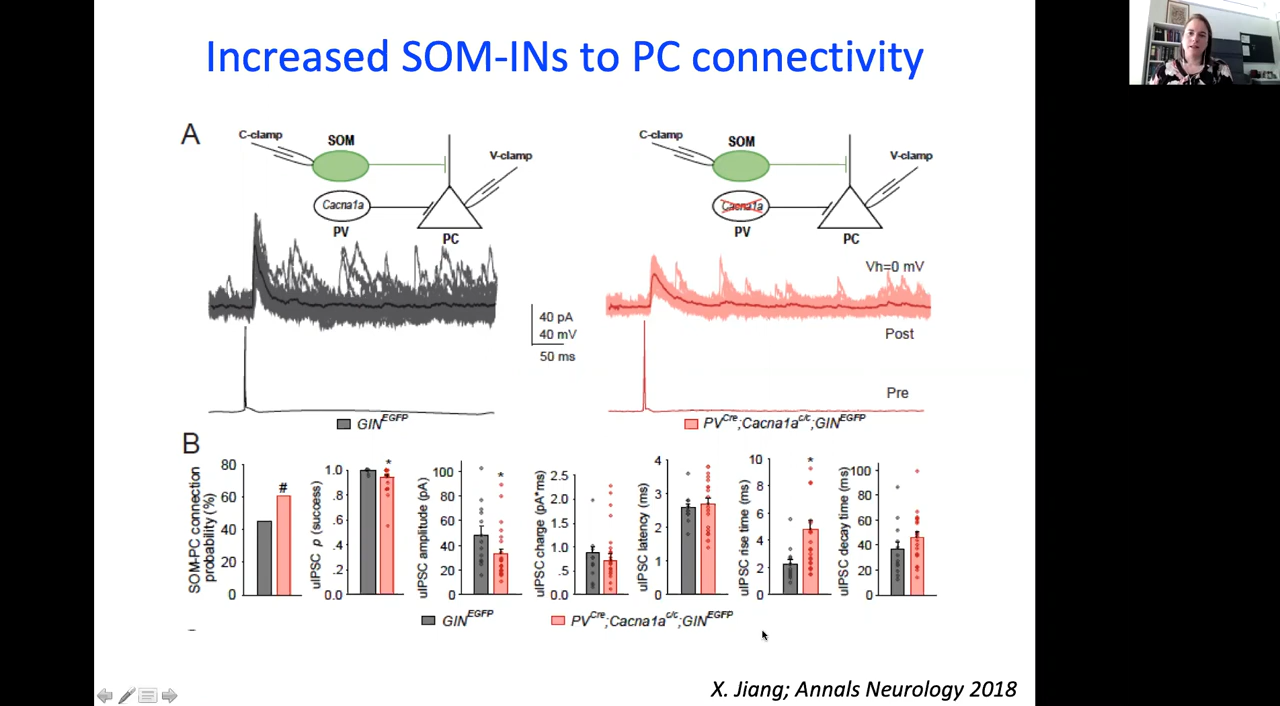 Increased SOM-INs to PC connectivity
A
C-clamp
SOM
V-clamp
Cacna1a
PV
PC
C-clamp
SOM
V-clamp
Cacna1a
PV
PC
Vh=0 mV
40 pA
40 mV
50 ms
Post
Pre
GIN^EGFP
PV^Cre;Cacna1a^c/c;GIN^EGFP
B
SOM-PC connection
probability (%)
80
60
40
20
0
#
uIPSC p (success)
1.0
.8
.6
.4
.2
0.0
*
uIPSC amplitude (pA)
100
80
60
40
20
0
*
uIPSC charge (pA*ms)
2.5
2.0
1.5
1.0
.5
0.0
uIPSC latency (ms)
4
3
2
1
0
uIPSC rise time (ms)
10
8
6
4
2
0
*
uIPSC decay time (ms)
100
80
60
40
20
0
GIN^EGFP
PV^Cre;Cacna1a^c/c;GIN^EGFP
X. Jiang; Annals Neurology 2018